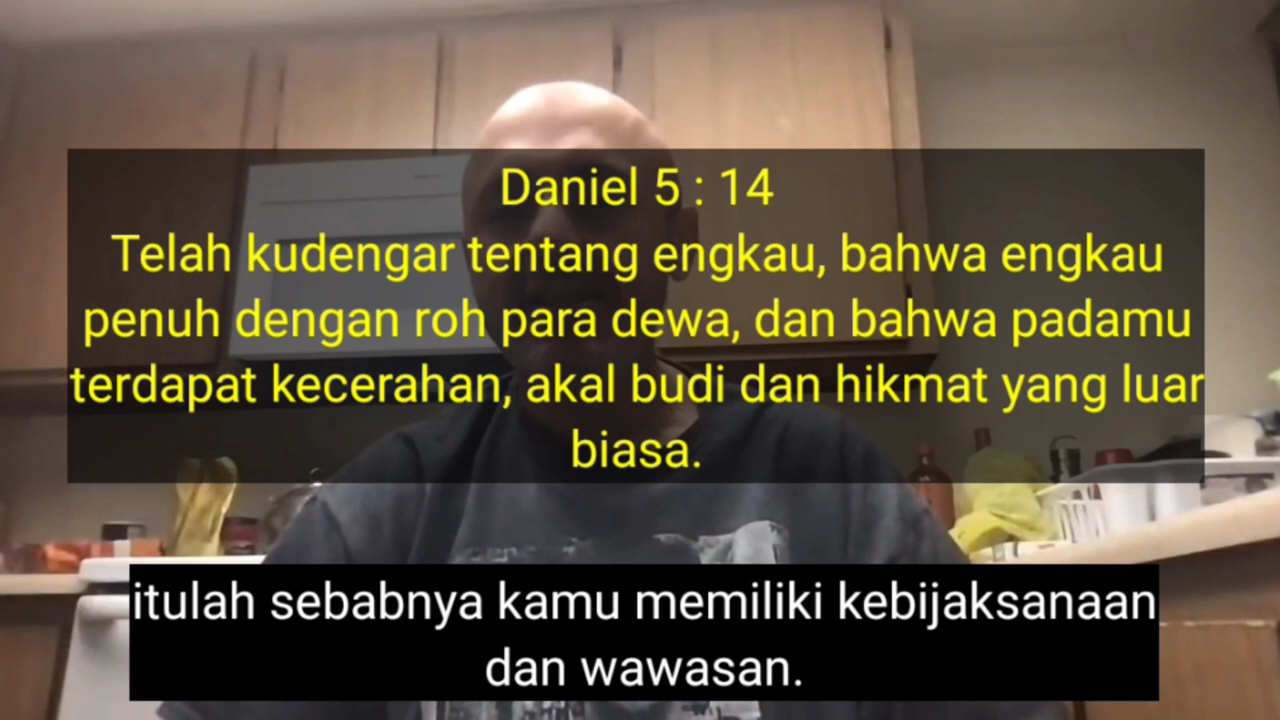 Daniel 5 : 14
Telah kudengar tentang engkau, bahwa engkau
penuh dengan roh para dewa, dan bahwa padamu
terdapat kecerahan, akal budi dan hikmat yang luar
biasa.
itulah sebabnya kamu memiliki kebijaksanaan
dan wawasan.